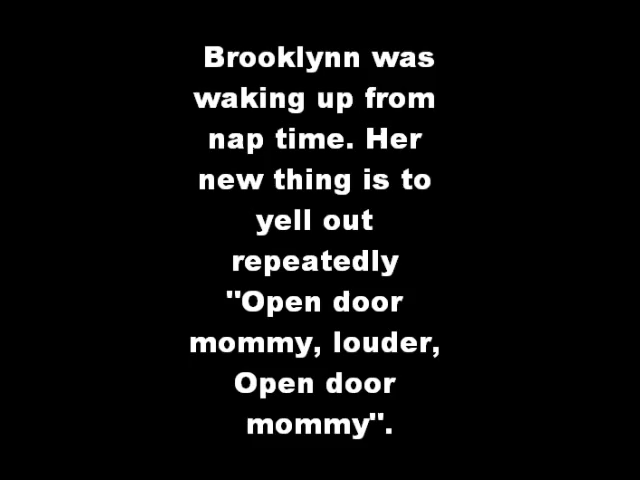 Brooklynn was
waking up from
nap time. Her
new thing is to
yell out
repeatedly
"Open door
mommy, louder,
Open door
mommy".